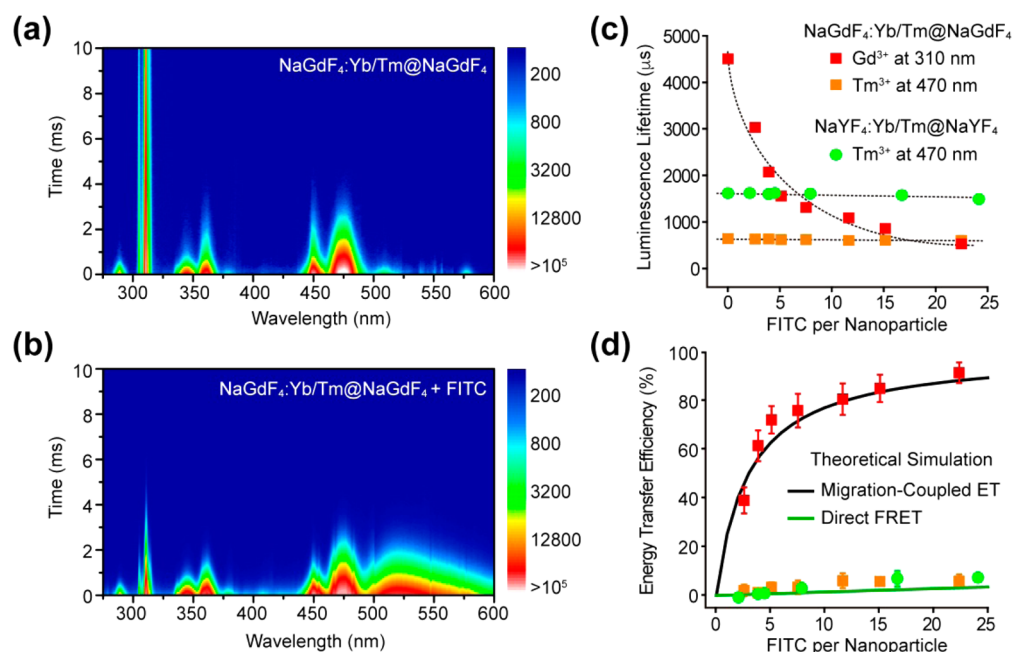 (a)
NaGdF₄:Yb/Tm@NaGdF₄
10
8
6
4
2
0
Time (ms)
300
350
400
450
500
550
600
Wavelength (nm)
200
800
3200
12800
>10⁵
(b)
NaGdF₄:Yb/Tm@NaGdF₄ + FITC
10
8
6
4
2
0
Time (ms)
300
350
400
450
500
550
600
Wavelength (nm)
200
800
3200
12800
>10⁵
(c)
NaGdF₄:Yb/Tm@NaGdF₄
Gd³⁺ at 310 nm
Tm³⁺ at 470 nm
NaYF₄:Yb/Tm@NaYF₄
Tm³⁺ at 470 nm
5000
4000
3000
2000
1000
0
Luminescence Lifetime (μs)
0
5
10
15
20
25
FITC per Nanoparticle
(d)
100
80
60
40
20
0
Energy Transfer Efficiency (%)
Theoretical Simulation
Migration-Coupled ET
Direct FRET
0
5
10
15
20
25
FITC per Nanoparticle